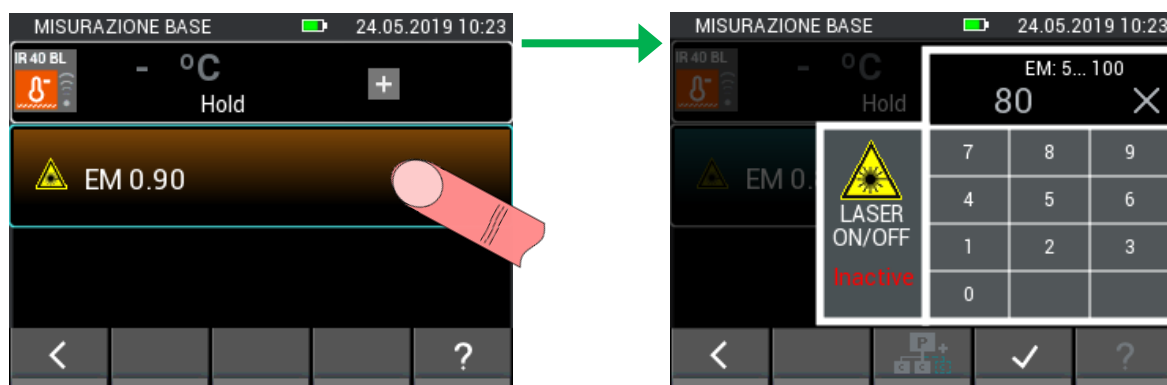 MISURAZIONE BASE 24.05.2019 10:23
IR 40 BL
- °C
Hold
+
EM 0.90
?
MISURAZIONE BASE 24.05.2019 10:23
IR 40 BL
- °C
Hold
EM: 5... 100
80
EM 0.
LASER
ON/OFF
Inactive
7 8 9
4 5 6
1 2 3
0
P +
C C
?